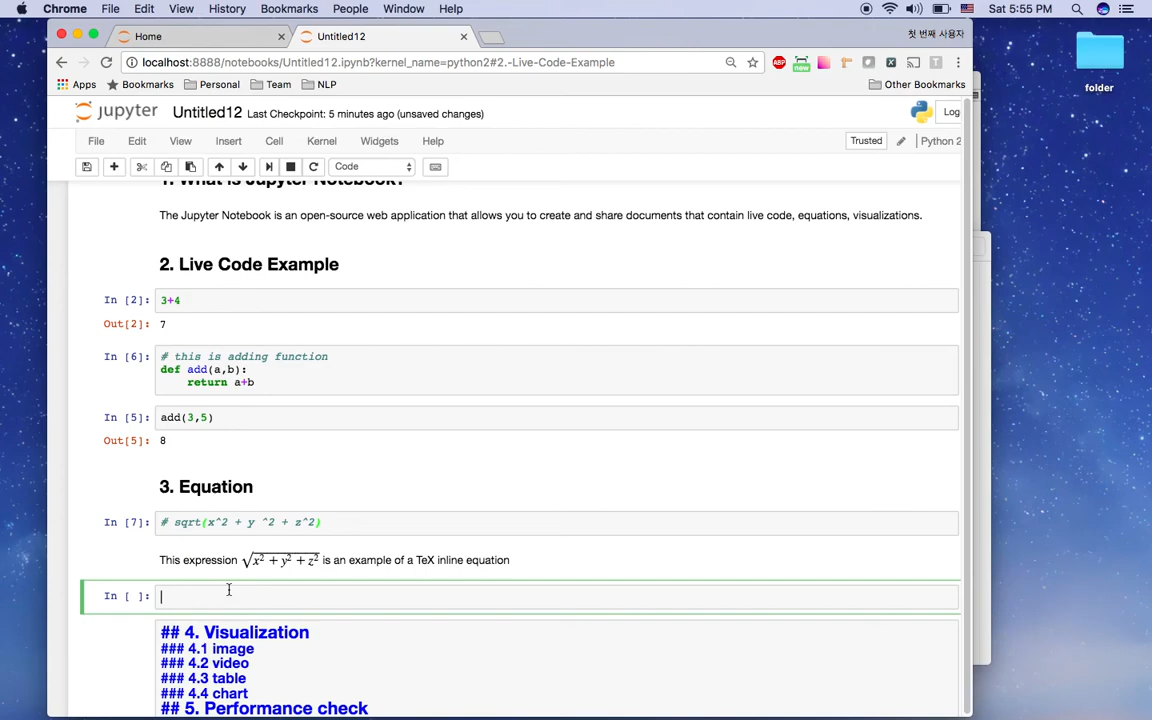 Chrome File Edit View History Bookmarks People Window Help Sat 5:55 PM
Home Untitled12 첫 번째 사용자
localhost:8888/notebooks/Untitled12.ipynb?kernel_name=python2#2.-Live-Code-Example
Apps Bookmarks Personal Team NLP Other Bookmarks
ABP new
folder
jupyter Untitled12 Last Checkpoint: 5 minutes ago (unsaved changes) Log
File Edit View Insert Cell Kernel Widgets Help Trusted Python 2
Code
1. What is Jupyter Notebook?
The Jupyter Notebook is an open-source web application that allows you to create and share documents that contain live code, equations, visualizations.
2. Live Code Example
In [2]: 3+4
Out[2]: 7
In [6]: # this is adding function
def add(a,b):
return a+b
In [5]: add(3,5)
Out[5]: 8
3. Equation
In [7]: # sqrt(x^2 + y ^2 + z^2)
This expression √x² + y² + z² is an example of a TeX inline equation
In [ ]:
## 4. Visualization
### 4.1 image
### 4.2 video
### 4.3 table
### 4.4 chart
## 5. Performance check